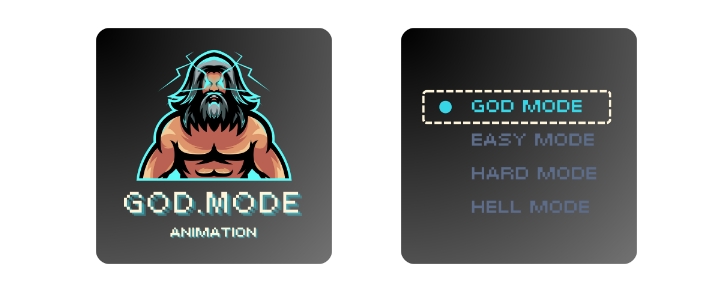 GOD.MODE
ANIMATION
GOD MODE
EASY MODE
HARD MODE
HELL MODE